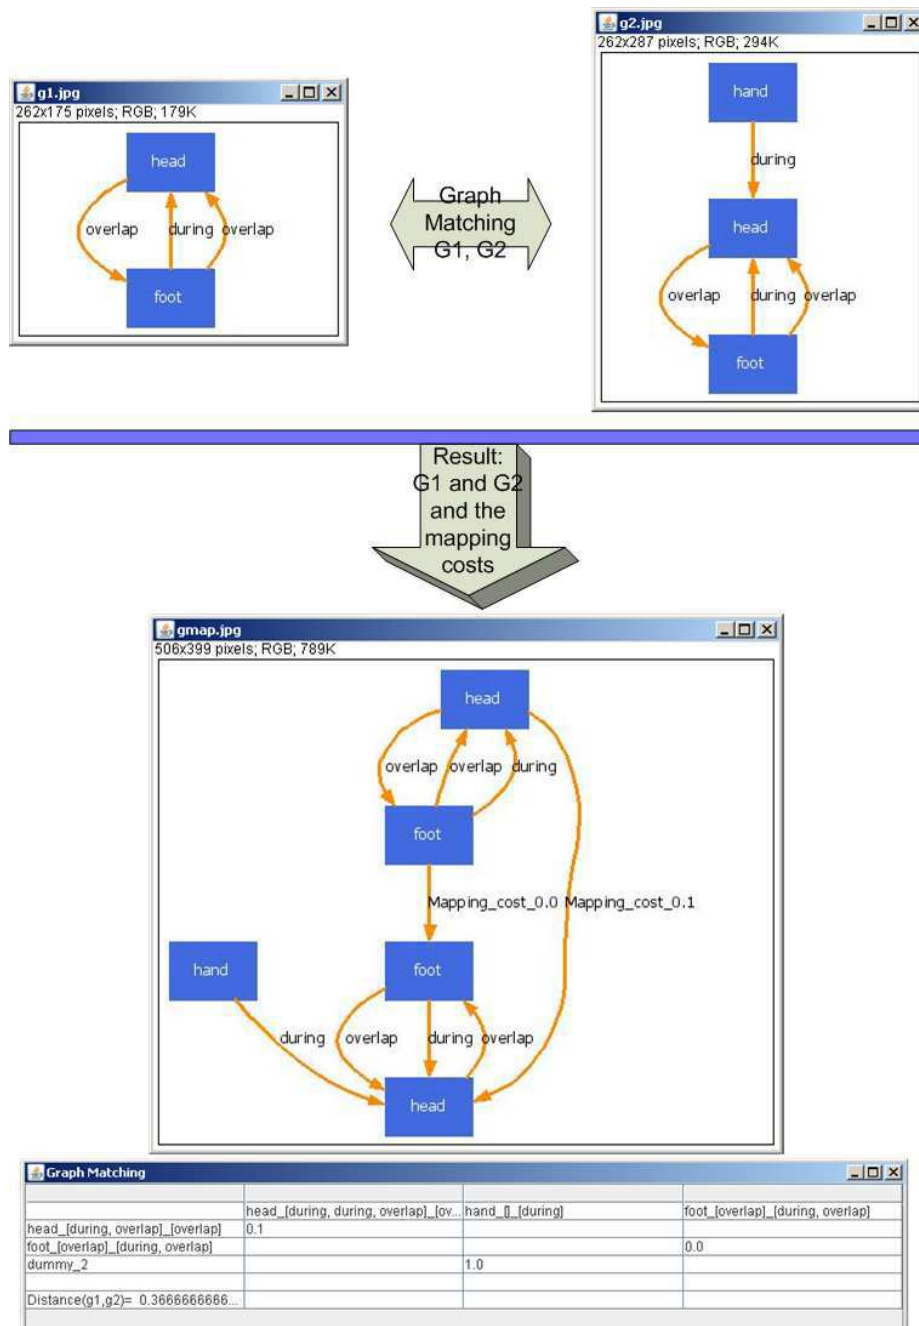 g2.jpg
262x287 pixels; RGB; 294K
hand
during
head
overlap
during
overlap
foot
g1.jpg
262x175 pixels; RGB; 179K
head
overlap
during
overlap
foot
Graph
Matching
G1, G2
Result:
G1 and G2
and the
mapping
costs
gmap.jpg
506x399 pixels; RGB; 789K
head
overlap
overlap
during
foot
Mapping_cost_0.0
Mapping_cost_0.1
hand
foot
during
overlap
during
overlap
head
Graph Matching
head_[during, during, overlap]_[ov... hand_[]_[during] foot_[overlap]_[during, overlap]
head_[during, overlap]_[overlap] 0.1
foot_[overlap]_[during, overlap] 0.0
dummy_2 1.0
Distance(g1,g2)= 0.3666666666...